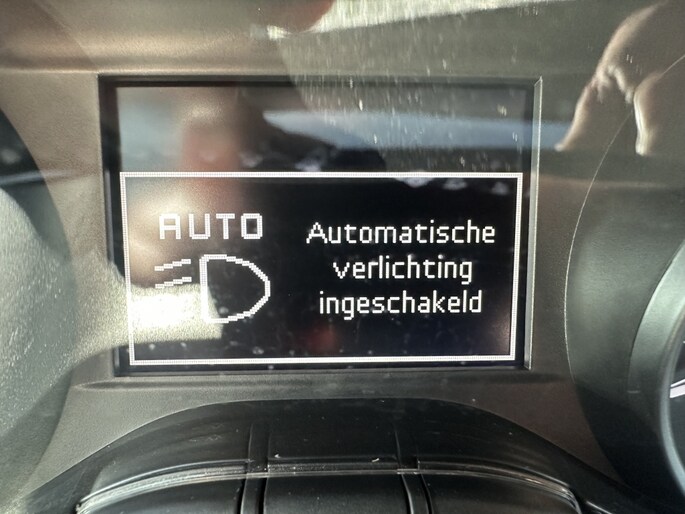 AUTO
Automatische
verlichting
ingeschakeld